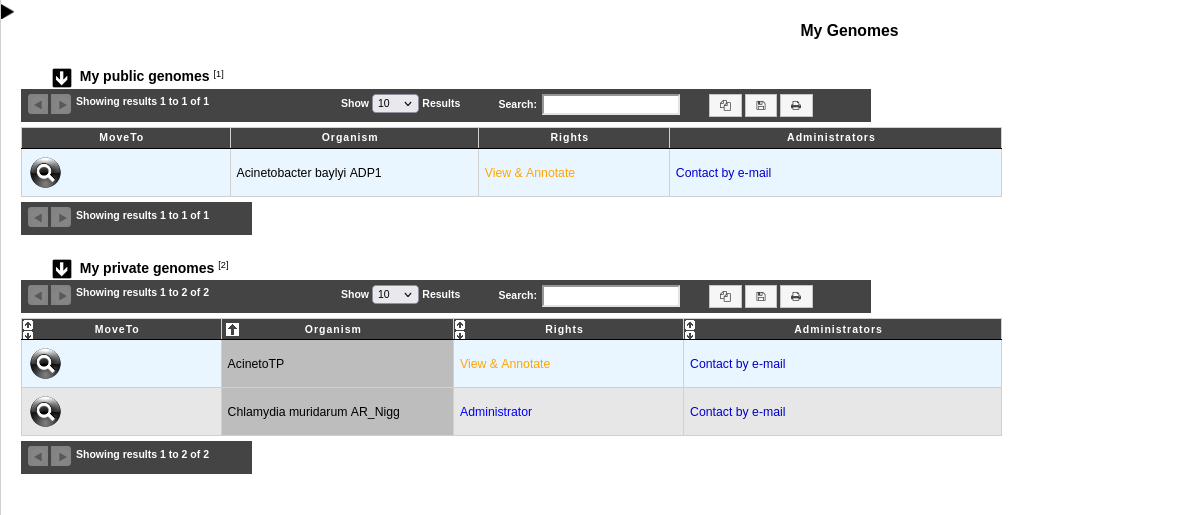 My Genomes
My public genomes [1]
Showing results 1 to 1 of 1 Show 10 Results Search:
MoveTo Organism Rights Administrators
Acinetobacter baylyi ADP1 View & Annotate Contact by e-mail
Showing results 1 to 1 of 1
My private genomes [2]
Showing results 1 to 2 of 2 Show 10 Results Search:
MoveTo Organism Rights Administrators
AcinetoTP View & Annotate Contact by e-mail
Chlamydia muridarum AR_Nigg Administrator Contact by e-mail
Showing results 1 to 2 of 2